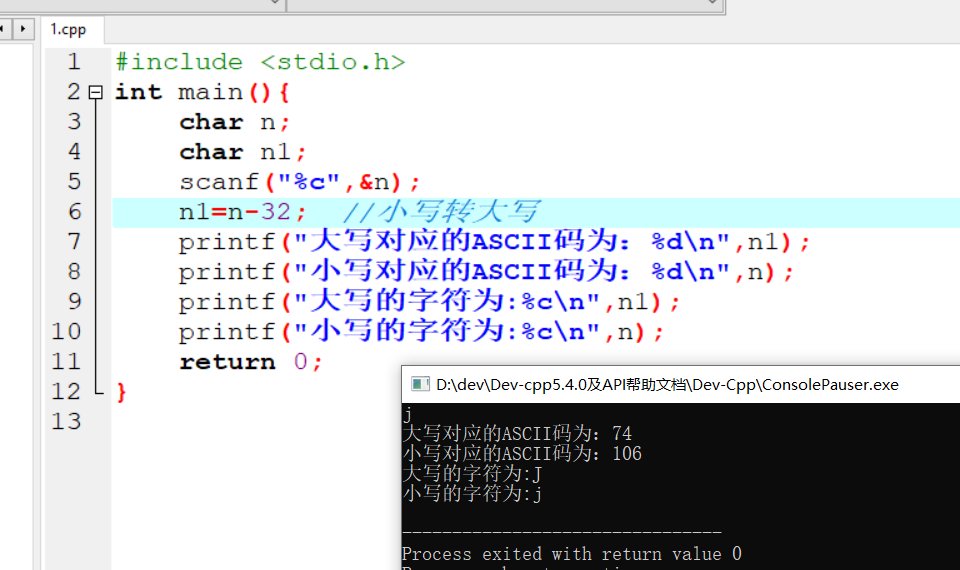 1.cpp
1 #include <stdio.h>
2 int main(){
3 char n;
4 char n1;
5 scanf("%c",&n);
6 n1=n-32; //小写转大写
7 printf("大写对应的ASCII码为：%d\n",n1);
8 printf("小写对应的ASCII码为：%d\n",n);
9 printf("大写的字符为:%c\n",n1);
10 printf("小写的字符为:%c\n",n);
11 return 0;
12 }
13
D:\dev\Dev-cpp5.4.0及API帮助文档\Dev-Cpp\ConsolePauser.exe
j
大写对应的ASCII码为：74
小写对应的ASCII码为：106
大写的字符为:J
小写的字符为:j
--------------------------------
Process exited with return value 0